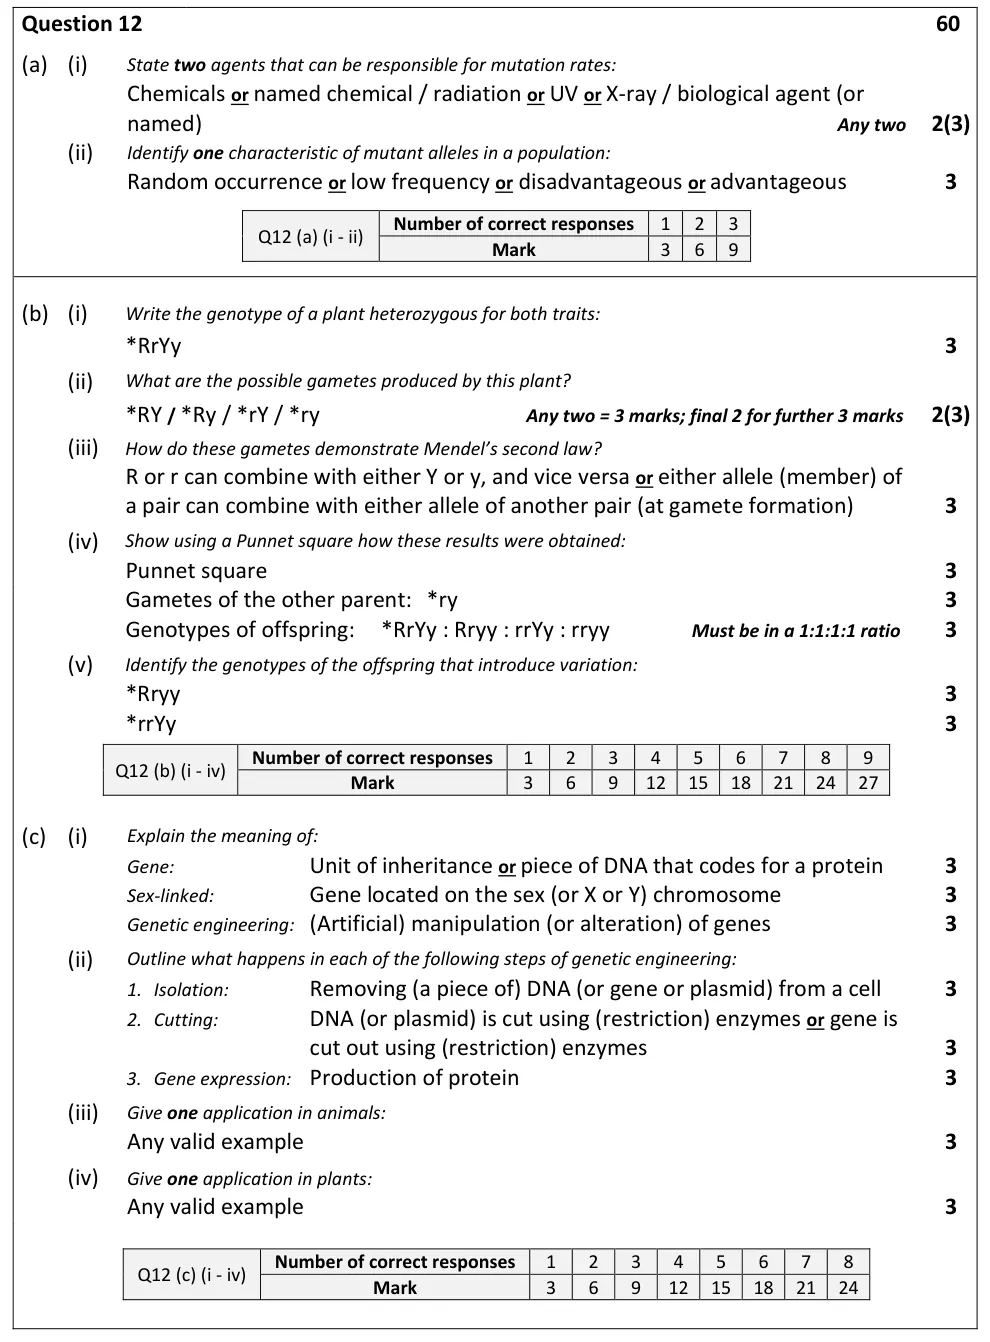 Question 12 60
(a) (i) State two agents that can be responsible for mutation rates:
Chemicals or named chemical / radiation or UV or X-ray / biological agent (or
named) Any two 2(3)
(ii) Identify one characteristic of mutant alleles in a population:
Random occurrence or low frequency or disadvantageous or advantageous 3
Q12 (a) (i - ii) Number of correct responses 1 2 3
Mark 3 6 9
(b) (i) Write the genotype of a plant heterozygous for both traits:
*RrYy 3
(ii) What are the possible gametes produced by this plant?
*RY / *Ry / *rY / *ry Any two = 3 marks; final 2 for further 3 marks 2(3)
(iii) How do these gametes demonstrate Mendel's second law?
R or r can combine with either Y or y, and vice versa or either allele (member) of
a pair can combine with either allele of another pair (at gamete formation) 3
(iv) Show using a Punnet square how these results were obtained:
Punnet square 3
Gametes of the other parent: *ry 3
Genotypes of offspring: *RrYy : Rryy : rrYy : rryy Must be in a 1:1:1:1 ratio 3
(v) Identify the genotypes of the offspring that introduce variation:
*Rryy 3
*rrYy 3
Q12 (b) (i - iv) Number of correct responses 1 2 3 4 5 6 7 8 9
Mark 3 6 9 12 15 18 21 24 27
(c) (i) Explain the meaning of:
Gene: Unit of inheritance or piece of DNA that codes for a protein 3
Sex-linked: Gene located on the sex (or X or Y) chromosome 3
Genetic engineering: (Artificial) manipulation (or alteration) of genes 3
(ii) Outline what happens in each of the following steps of genetic engineering:
1. Isolation: Removing (a piece of) DNA (or gene or plasmid) from a cell 3
2. Cutting: DNA (or plasmid) is cut using (restriction) enzymes or gene is
cut out using (restriction) enzymes 3
3. Gene expression: Production of protein 3
(iii) Give one application in animals:
Any valid example 3
(iv) Give one application in plants:
Any valid example 3
Q12 (c) (i - iv) Number of correct responses 1 2 3 4 5 6 7 8
Mark 3 6 9 12 15 18 21 24